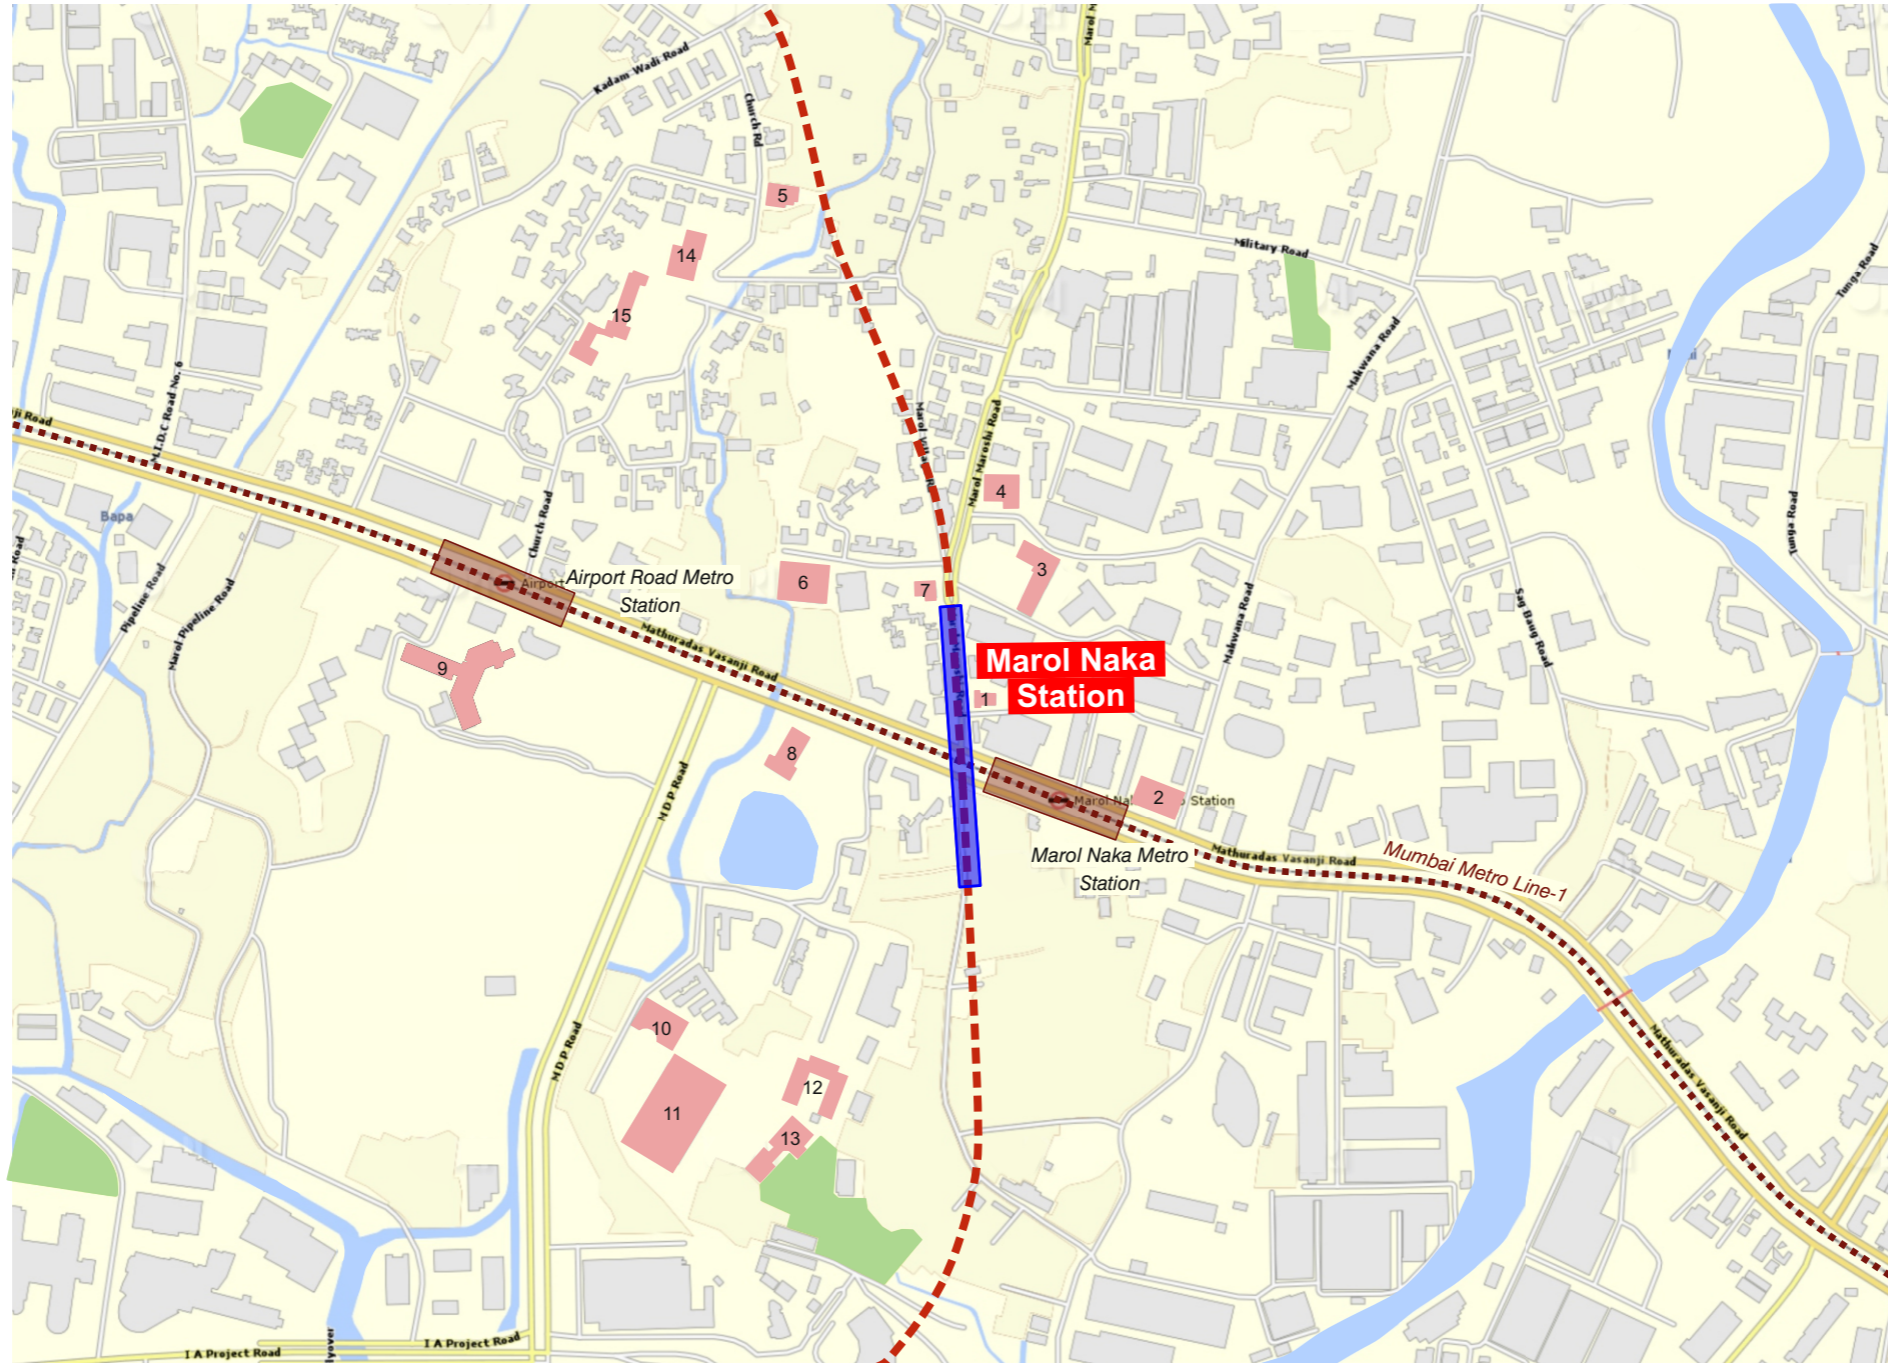 Kadam Wadi Road
Church Rd
5
14
15
Military Road
Tunga Road
Makwana Road
M.I.D.C Road No. 6
ji Road
Marol Maroshi Road
4
Church Road
Bapa
Tunga Road
Pipeline Road
Marol Pipeline Road
Airport
Airport Road Metro
Station
6
7
3
Makwana Road
Sag Baug Road
Mathuradas Vasanji Road
9
Marol Naka
Station
1
8
M D P Road
2
Station
Marol Naka Metro
Station
Mathuradas Vasanji Road
Mumbai Metro Line-1
10
11
12
13
M D P Road
Mathuradas Vasanji Road
I A Project Road
I A Project Road